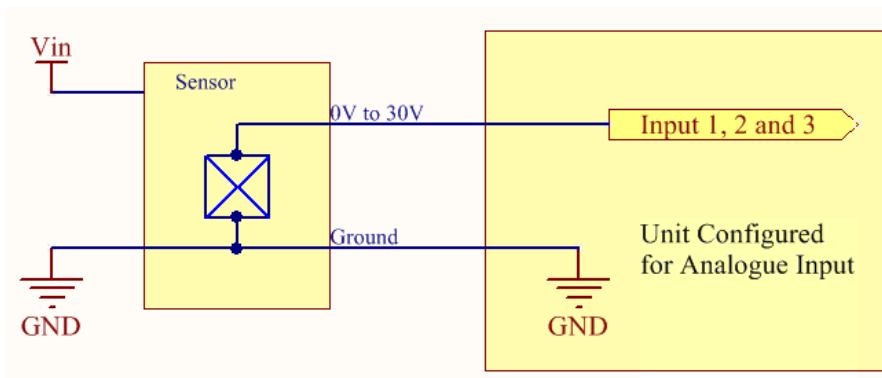 Vin
Sensor
0V to 30V
Input 1, 2 and 3
Ground
Unit Configured
for Analogue Input
GND
GND